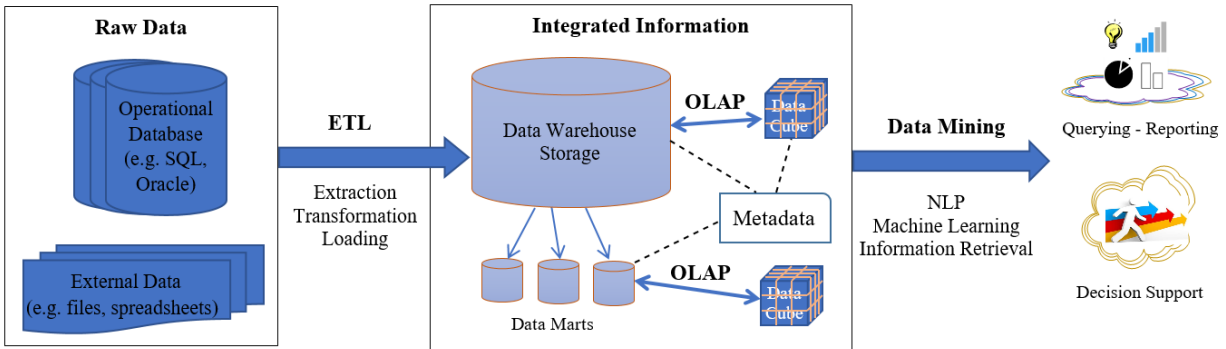 Raw Data
Operational
Database
(e.g. SQL,
Oracle)
External Data
(e.g. files, spreadsheets)
ETL
Extraction
Transformation
Loading
Integrated Information
Data Warehouse
Storage
OLAP
Data
Cube
Metadata
OLAP
Data
Cube
Data Marts
Data Mining
NLP
Machine Learning
Information Retrieval
Querying - Reporting
Decision Support